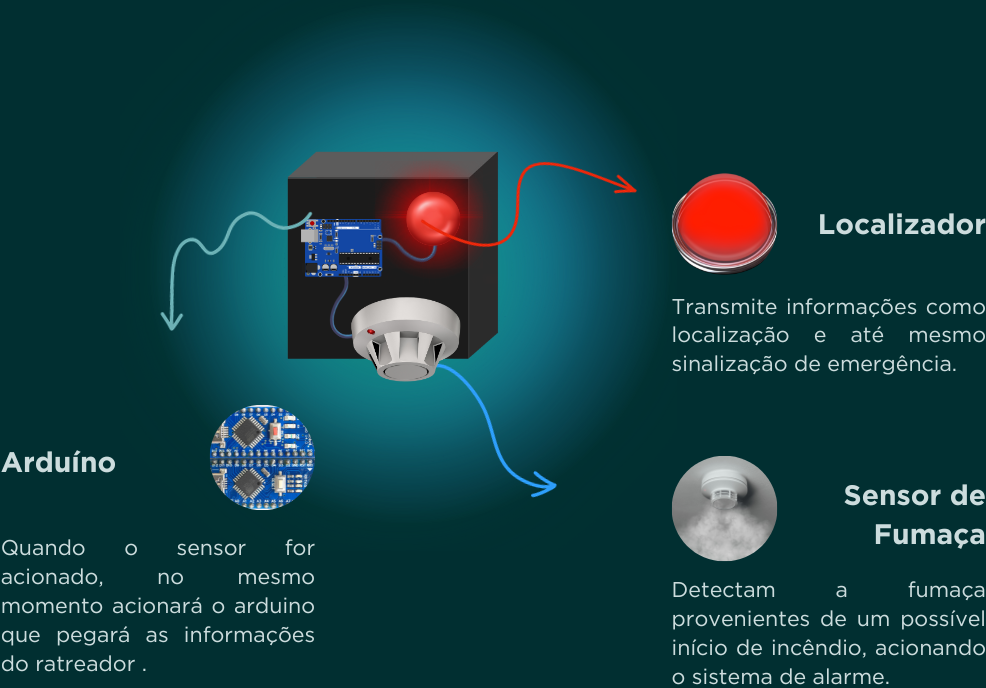 Localizador
Transmite informações como
localização e até mesmo
sinalização de emergência.
Arduíno
Quando o sensor for
acionado, no mesmo
momento acionará o arduino
que pegará as informações
do ratreador .
Sensor de
Fumaça
Detectam a fumaça
provenientes de um possível
início de incêndio, acionando
o sistema de alarme.